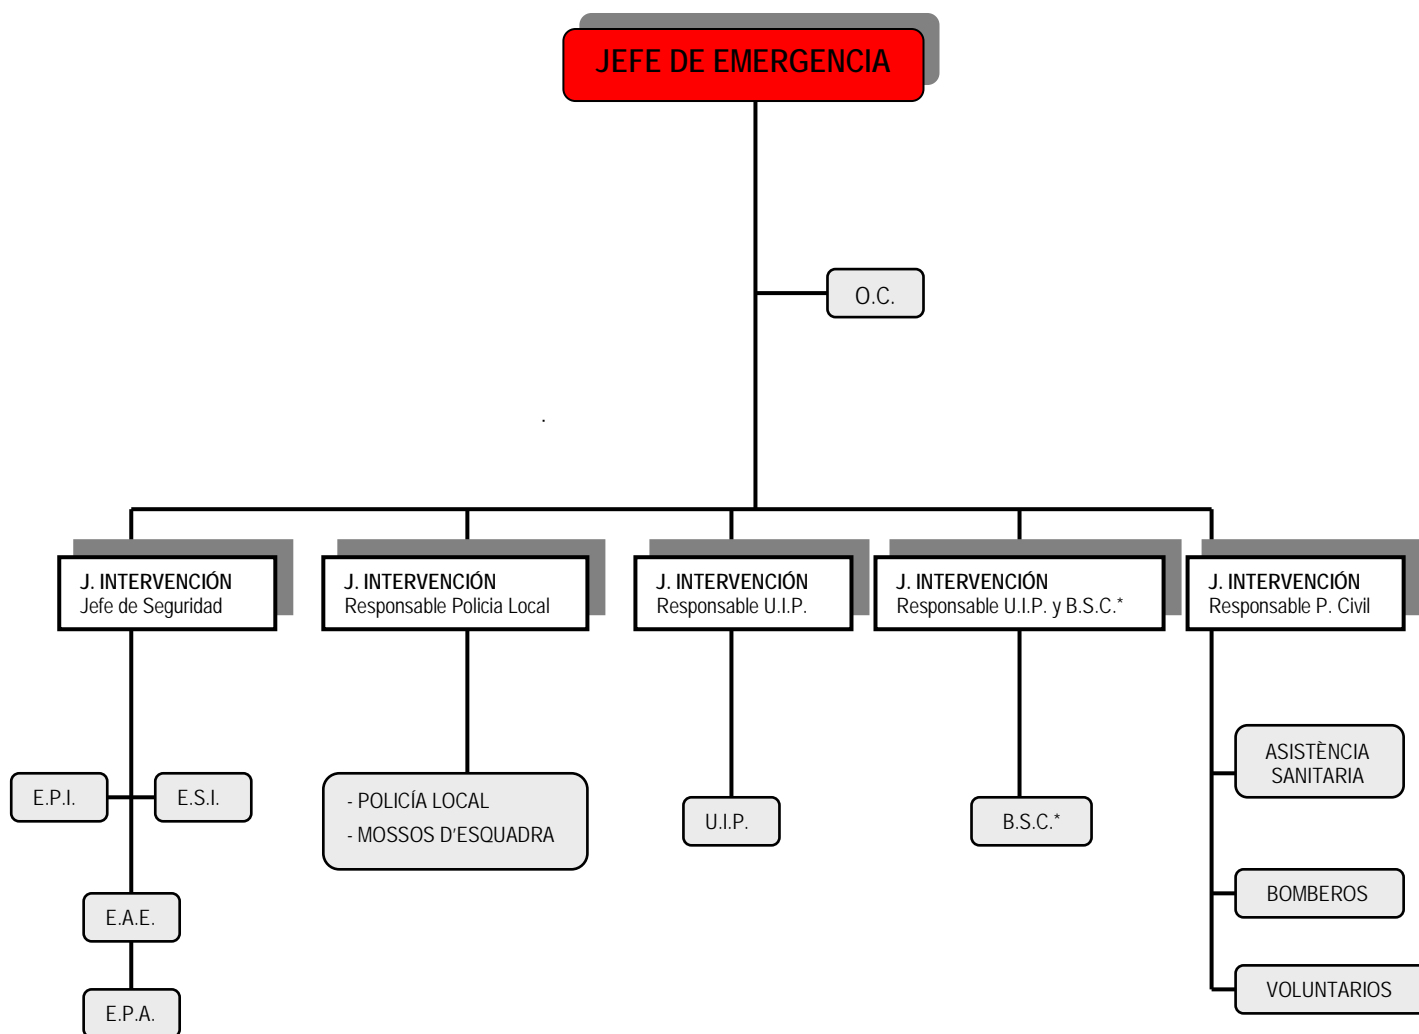 JEFE DE EMERGENCIA
O.C.
.
J. INTERVENCIÓN
Jefe de Seguridad
J. INTERVENCIÓN
Responsable Policia Local
J. INTERVENCIÓN
Responsable U.I.P.
J. INTERVENCIÓN
Responsable U.I.P. y B.S.C.*
J. INTERVENCIÓN
Responsable P. Civil
E.P.I.
E.S.I.
E.A.E.
E.P.A.
- POLICÍA LOCAL
- MOSSOS D'ESQUADRA
U.I.P.
B.S.C.*
ASISTÈNCIA
SANITARIA
BOMBEROS
VOLUNTARIOS